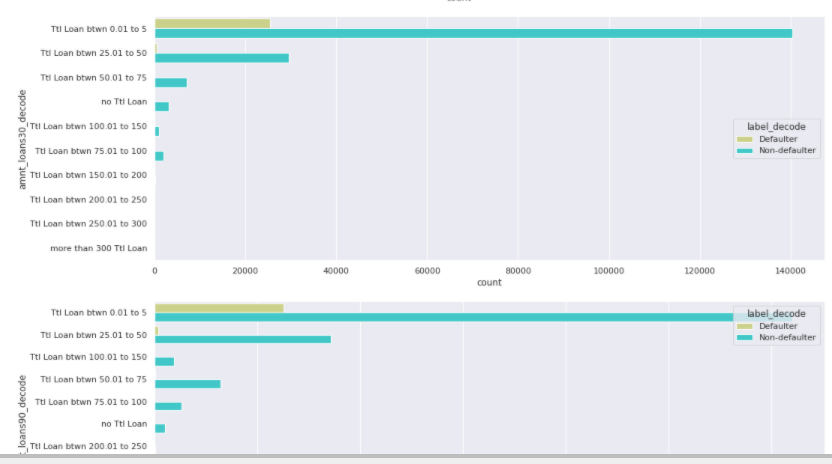 Ttl Loan btwn 0.01 to 5
Ttl Loan btwn 25.01 to 50
Ttl Loan btwn 50.01 to 75
no Ttl Loan
Ttl Loan btwn 100.01 to 150
Ttl Loan btwn 75.01 to 100
Ttl Loan btwn 150.01 to 200
Ttl Loan btwn 200.01 to 250
Ttl Loan btwn 250.01 to 300
more than 300 Ttl Loan
amnt_loans30_decode
label_decode
Defaulter
Non-defaulter
0 20000 40000 60000 80000 100000 120000 140000
count
Ttl Loan btwn 0.01 to 5
Ttl Loan btwn 25.01 to 50
Ttl Loan btwn 100.01 to 150
Ttl Loan btwn 50.01 to 75
Ttl Loan btwn 75.01 to 100
no Ttl Loan
Ttl Loan btwn 200.01 to 250
_loans90_decode
label_decode
Defaulter
Non-defaulter